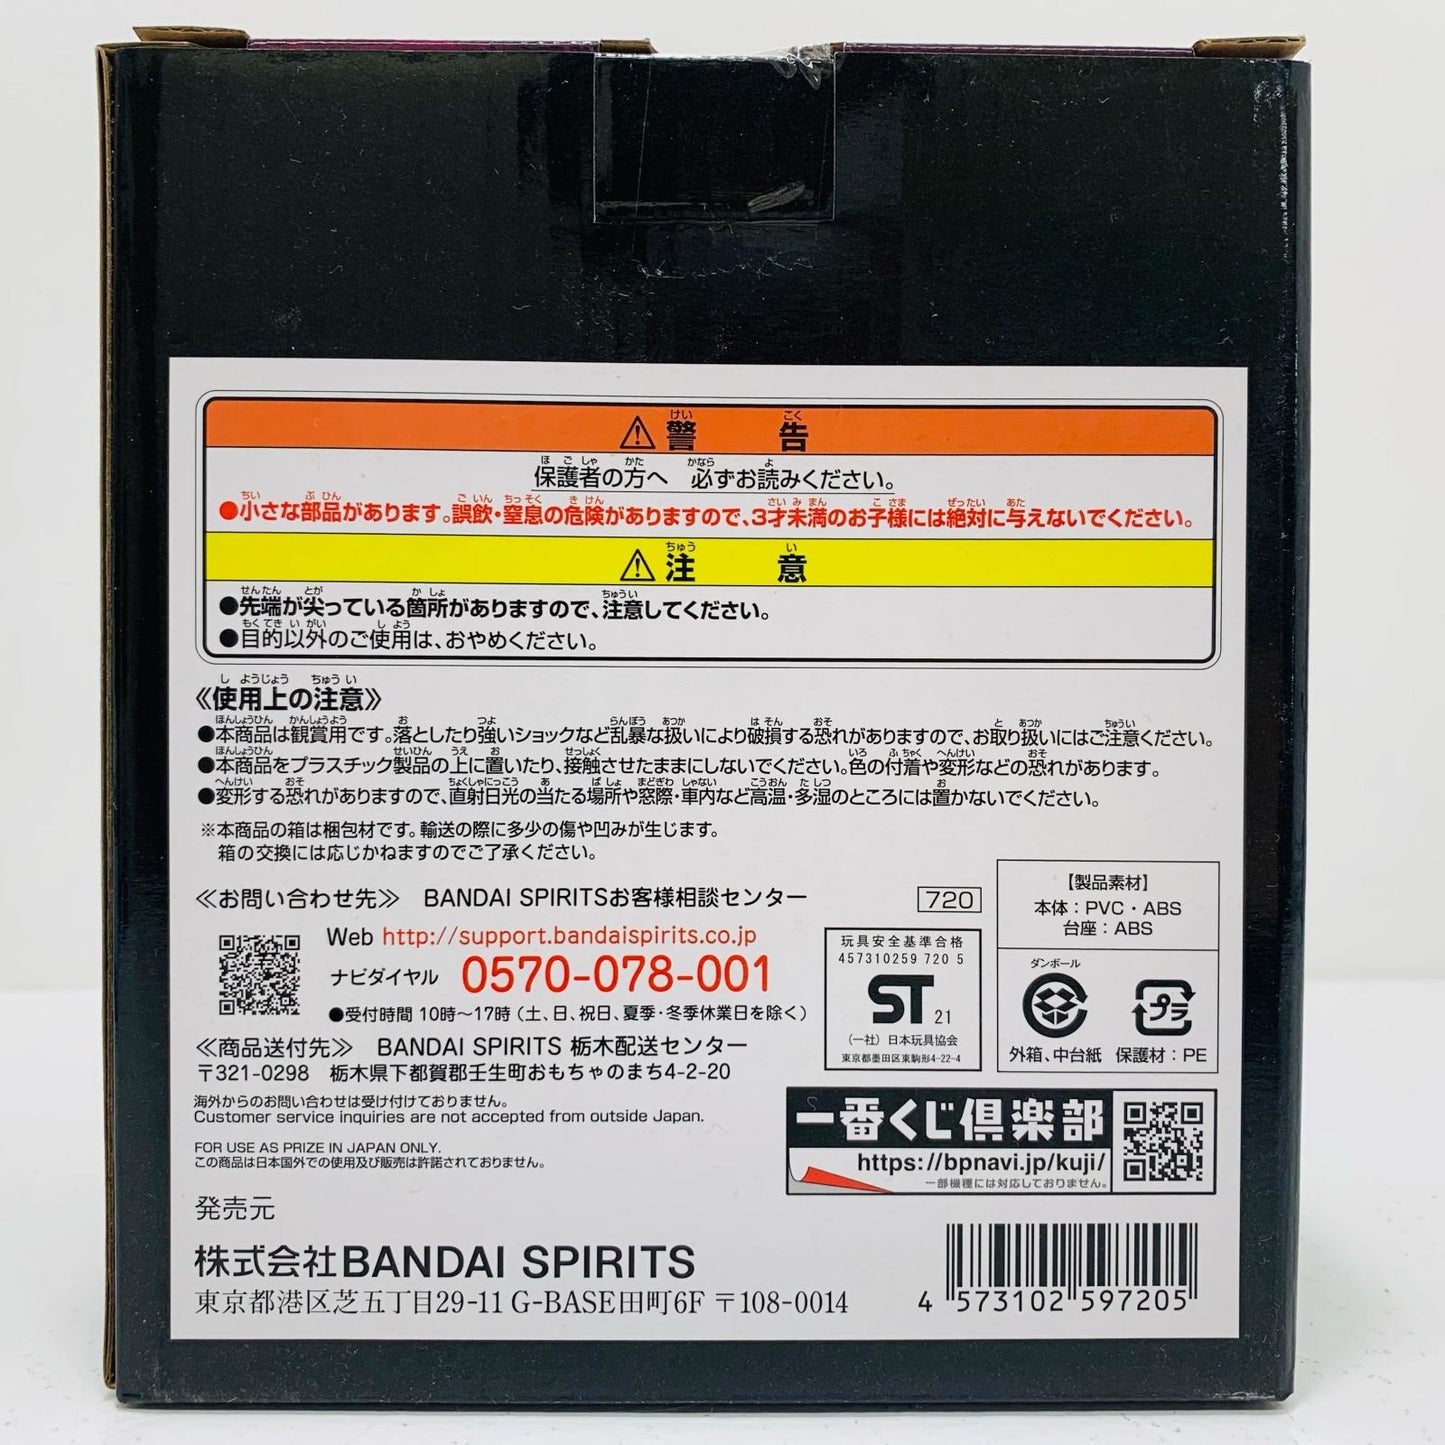 ⚠警告
保護者の方へ 必ずお読みください。
●小さな部品があります。誤飲・窒息の危険がありますので、3才未満のお子様には絶対に与えないでください。
⚠注意
●先端が尖っている箇所がありますので、注意してください。
●目的以外のご使用は、おやめください。
《使用上の注意》
●本商品は観賞用です。落としたり強いショックなど乱暴な扱いにより破損する恐れがありますので、お取り扱いにはご注意ください。
●本商品をプラスチック製品の上に置いたり、接触させたままにしないでください。色の付着や変形などの恐れがあります。
●変形する恐れがありますので、直射日光の当たる場所や窓際・車内など高温・多湿のところには置かないでください。
※本商品の箱は梱包材です。輸送の際に多少の傷や凹みが生じます。
箱の交換には応じかねますのでご了承ください。
≪お問い合わせ先≫ BANDAI SPIRITSお客様相談センター
Web http://support.bandaispirits.co.jp
ナビダイヤル 0570-078-001
●受付時間 10時～17時（土、日、祝日、夏季・冬季休業日を除く）
≪商品送付先≫ BANDAI SPIRITS 栃木配送センター
〒321-0298 栃木県下都賀郡壬生町おもちゃのまち4-2-20
海外からのお問い合わせは受け付けておりません。
Customer service inquiries are not accepted from outside Japan.
FOR USE AS PRIZE IN JAPAN ONLY.
この商品は日本国外での使用及び販売は許諾されておりません。
発売元
株式会社BANDAI SPIRITS
東京都港区芝五丁目29-11 G-BASE田町6F 〒108-0014
720
玩具安全基準合格
457310259 720 5
ST 21
（一社）日本玩具協会
東京都墨田区東駒形4-22-4
【製品素材】
本体：PVC・ABS
台座：ABS
ダンボール
外箱、中台紙
プラ
保護材：PE
一番くじ倶楽部
https://bpnavi.jp/kuji/
一部機種には対応しておりません。
4 573102 597205